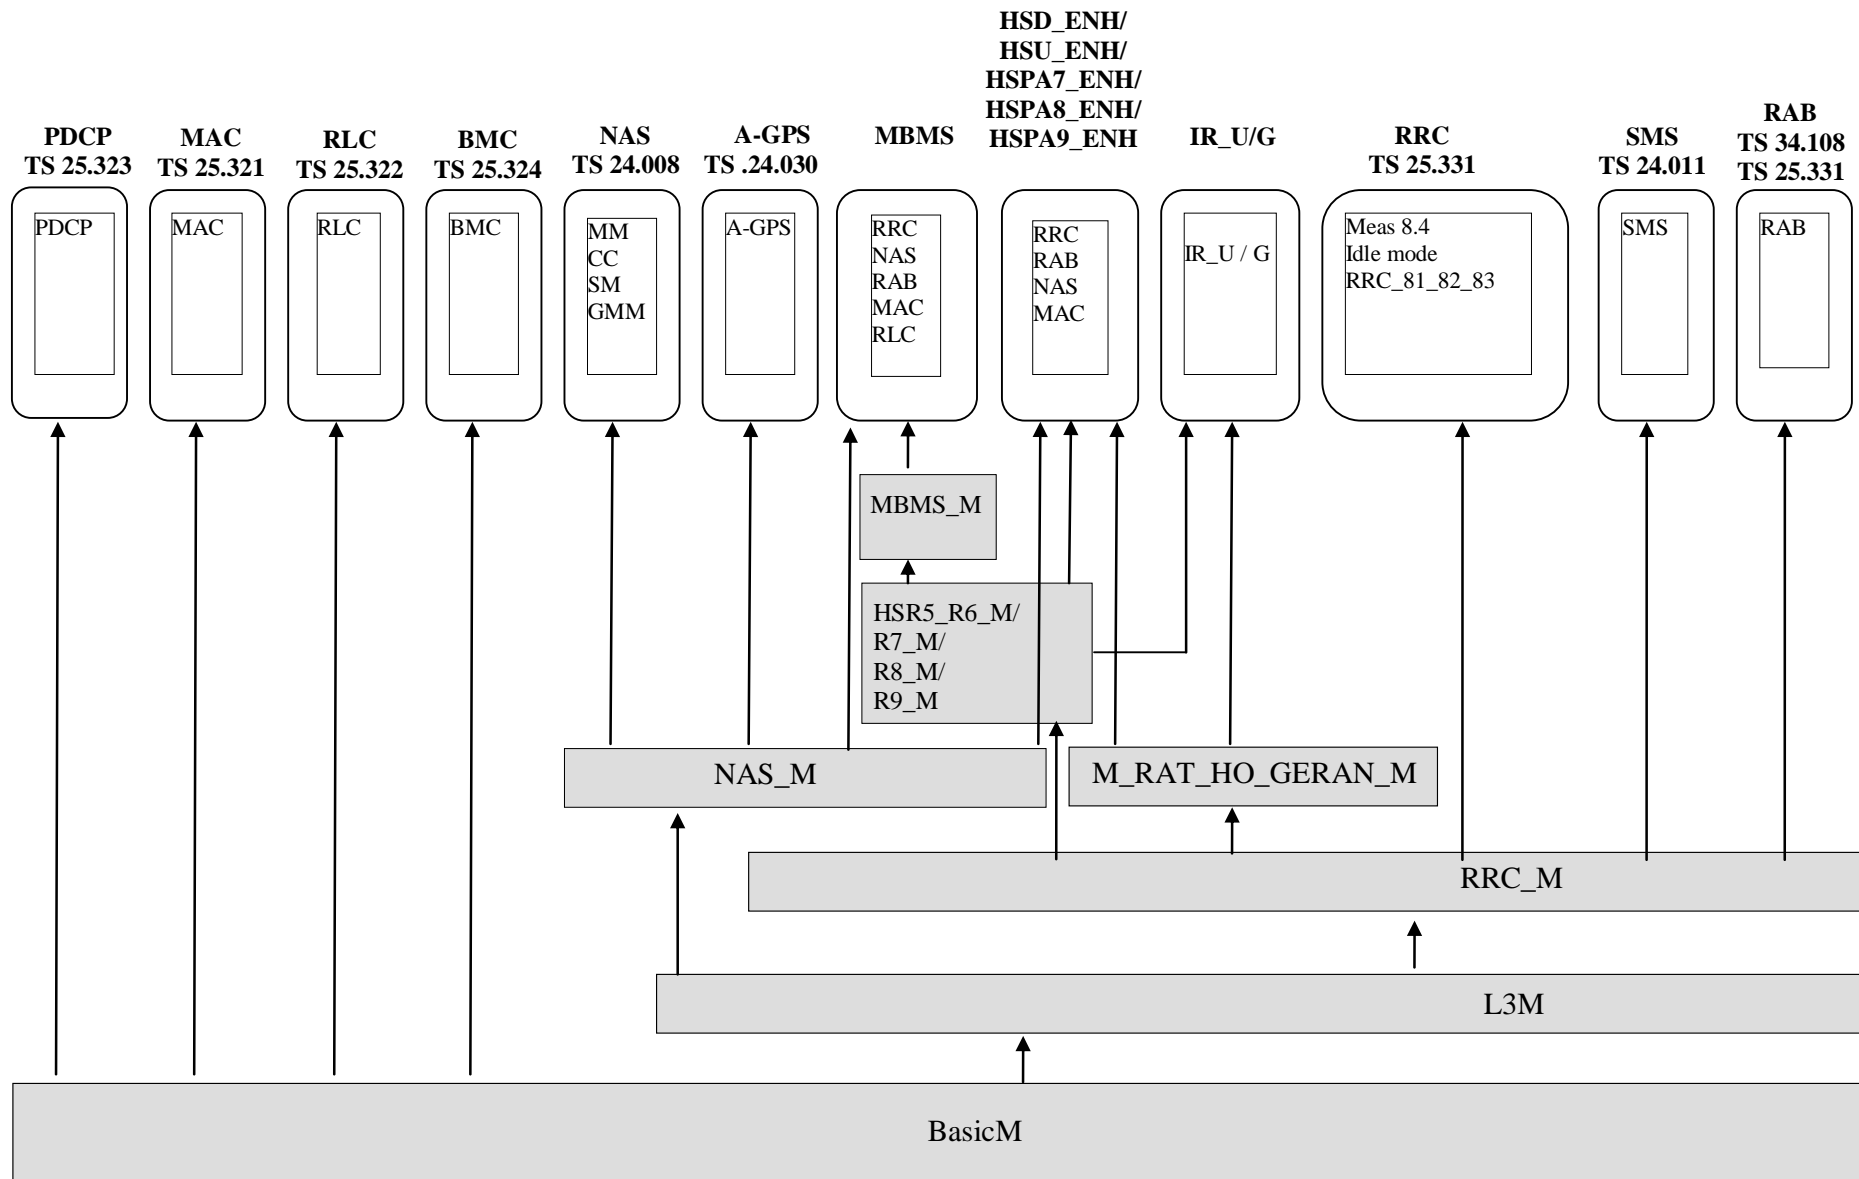 HSD_ENH/
HSU_ENH/
HSPA7_ENH/
HSPA8_ENH/
HSPA9_ENH
PDCP
TS 25.323
MAC
TS 25.321
RLC
TS 25.322
BMC
TS 25.324
NAS
TS 24.008
A-GPS
TS .24.030
MBMS
IR_U/G
RRC
TS 25.331
SMS
TS 24.011
RAB
TS 34.108
TS 25.331
PDCP
MAC
RLC
BMC
MM
CC
SM
GMM
A-GPS
RRC
NAS
RAB
MAC
RLC
RRC
RAB
NAS
MAC
IR_U / G
Meas 8.4
Idle mode
RRC_81_82_83
SMS
RAB
MBMS_M
HSR5_R6_M/
R7_M/
R8_M/
R9_M
NAS_M
M_RAT_HO_GERAN_M
RRC_M
L3M
BasicM